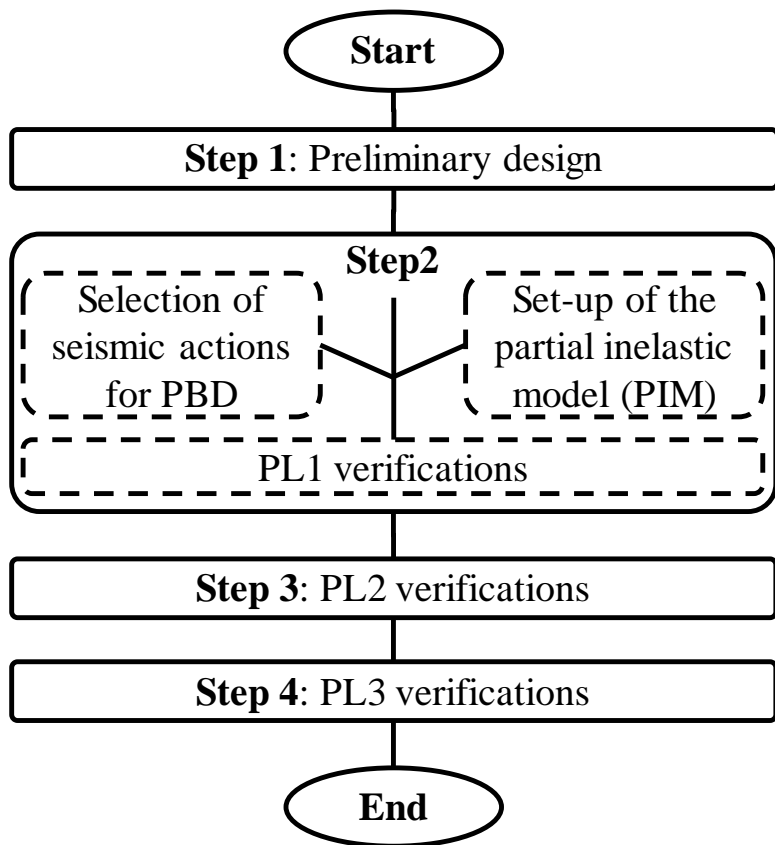 Start
Step 1: Preliminary design
Step2
Selection of
seismic actions
for PBD
Set-up of the
partial inelastic
model (PIM)
PL1 verifications
Step 3: PL2 verifications
Step 4: PL3 verifications
End